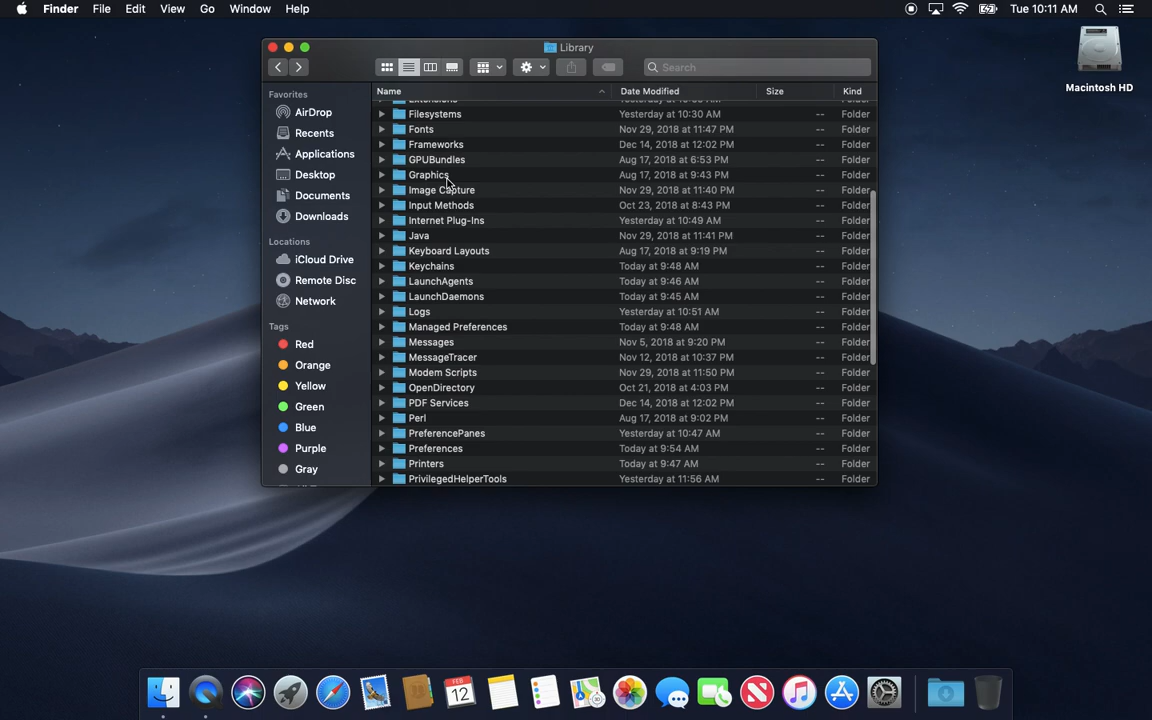 Finder File Edit View Go Window Help Tue 10:11 AM
Library
Search
Macintosh HD
Name Date Modified Size Kind
Favorites
AirDrop
Recents
Applications
Desktop
Documents
Downloads
Locations
iCloud Drive
Remote Disc
Network
Tags
Red
Orange
Yellow
Green
Blue
Purple
Gray
Filesystems Yesterday at 10:30 AM -- Folder
Fonts Nov 29, 2018 at 11:47 PM -- Folder
Frameworks Dec 14, 2018 at 12:02 PM -- Folder
GPUBundles Aug 17, 2018 at 6:53 PM -- Folder
Graphics Aug 17, 2018 at 9:43 PM -- Folder
Image Capture Nov 29, 2018 at 11:40 PM -- Folder
Input Methods Oct 23, 2018 at 8:43 PM -- Folder
Internet Plug-Ins Yesterday at 10:49 AM -- Folder
Java Nov 29, 2018 at 11:41 PM -- Folder
Keyboard Layouts Aug 17, 2018 at 9:19 PM -- Folder
Keychains Today at 9:48 AM -- Folder
LaunchAgents Today at 9:46 AM -- Folder
LaunchDaemons Today at 9:45 AM -- Folder
Logs Yesterday at 10:51 AM -- Folder
Managed Preferences Today at 9:48 AM -- Folder
Messages Nov 5, 2018 at 9:20 PM -- Folder
MessageTracer Nov 12, 2018 at 10:37 PM -- Folder
Modem Scripts Nov 29, 2018 at 11:50 PM -- Folder
OpenDirectory Oct 21, 2018 at 4:03 PM -- Folder
PDF Services Dec 14, 2018 at 12:02 PM -- Folder
Perl Aug 17, 2018 at 9:02 PM -- Folder
PreferencePanes Yesterday at 10:47 AM -- Folder
Preferences Today at 9:54 AM -- Folder
Printers Today at 9:47 AM -- Folder
PrivilegedHelperTools Yesterday at 11:56 AM -- Folder
FEB
12